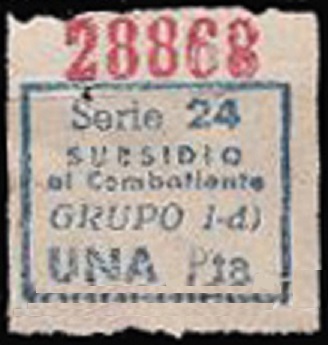 28868
Serie 24
SUBSIDIO
al Combatiente
GRUPO 1-d)
UNA Pta